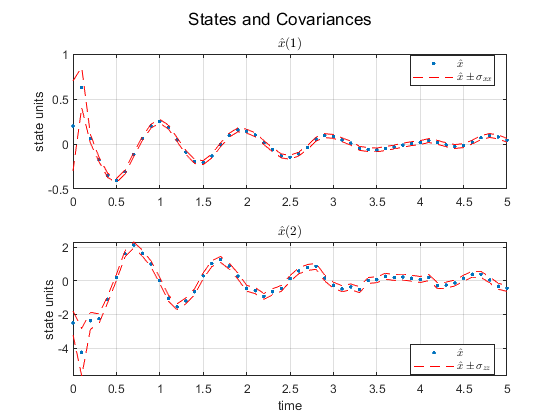 States and Covariances
x̂(1)
1
0.5
0
-0.5
state units
x̂
x̂ ± σxx
0 0.5 1 1.5 2 2.5 3 3.5 4 4.5 5
x̂(2)
2
0
-2
-4
state units
x̂
x̂ ± σzz
0 0.5 1 1.5 2 2.5 3 3.5 4 4.5 5
time